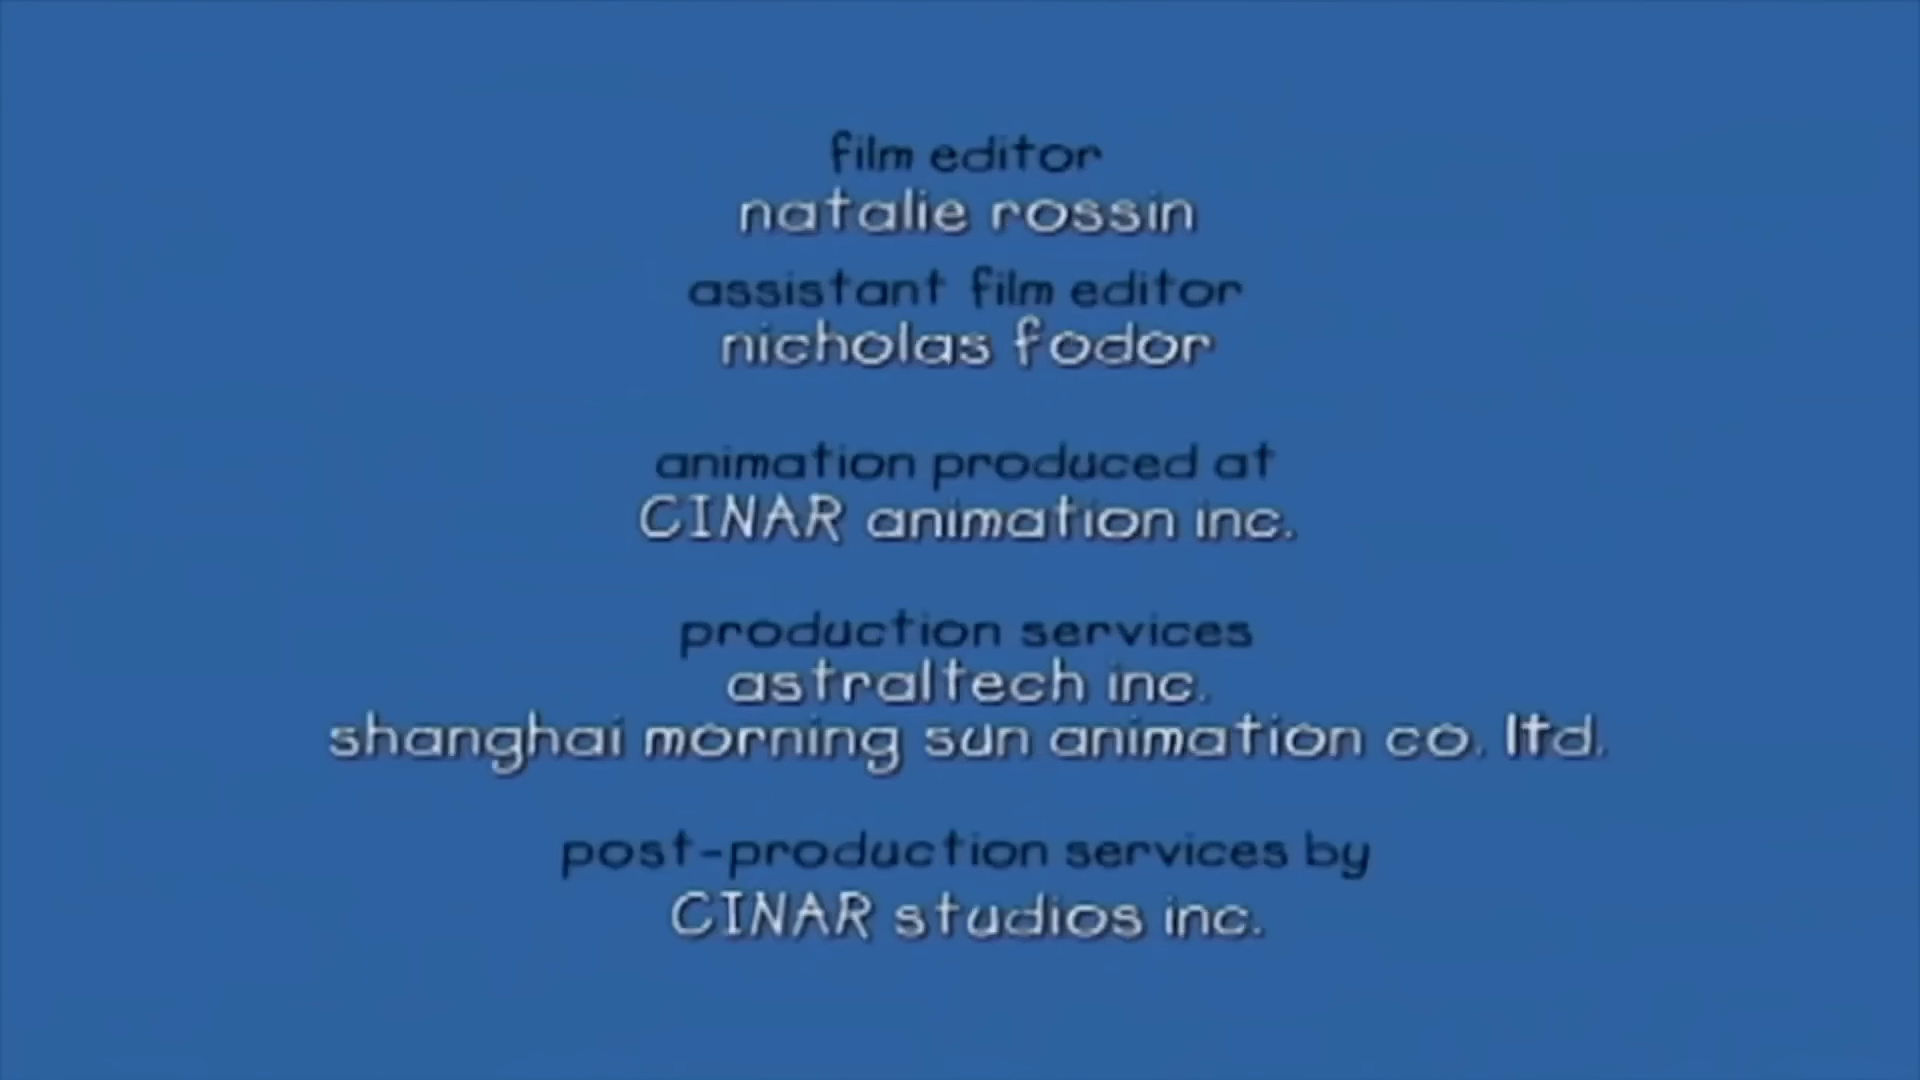 film editor
natalie rossin
assistant film editor
nicholas fodor
animation produced at
CINAR animation inc.
production services
astraltech inc.
shanghai morning sun animation co. ltd.
post-production services by
CINAR studios inc.